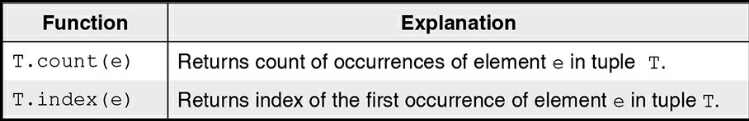 Function Explanation
T.count(e) Returns count of occurrences of element e in tuple T.
T.index(e) Returns index of the first occurrence of element e in tuple T.